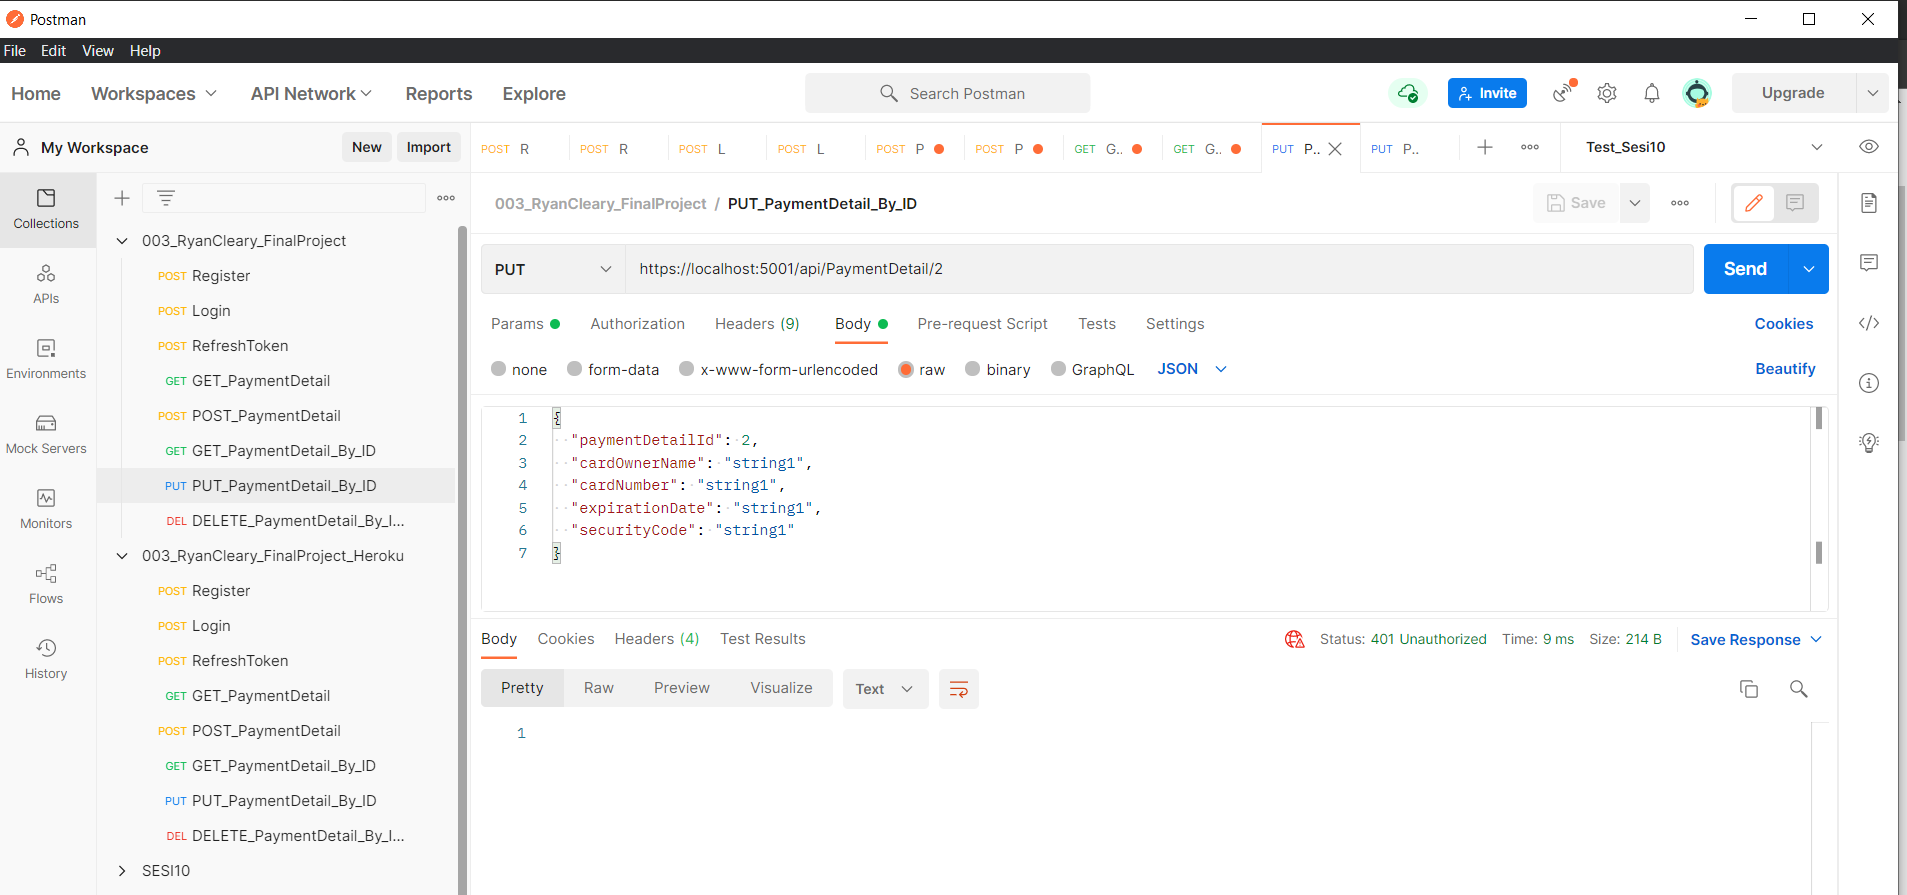 Postman
File Edit View Help
Home Workspaces API Network Reports Explore Search Postman Invite Upgrade
My Workspace New Import
POST R POST R POST L POST L POST P POST P GET G.. GET G.. PUT P.. PUT P.. Test_Sesi10
Collections
APIs
Environments
Mock Servers
Monitors
Flows
History
003_RyanCleary_FinalProject
POST Register
POST Login
POST RefreshToken
GET GET_PaymentDetail
POST POST_PaymentDetail
GET GET_PaymentDetail_By_ID
PUT PUT_PaymentDetail_By_ID
DEL DELETE_PaymentDetail_By_I...
003_RyanCleary_FinalProject_Heroku
POST Register
POST Login
POST RefreshToken
GET GET_PaymentDetail
POST POST_PaymentDetail
GET GET_PaymentDetail_By_ID
PUT PUT_PaymentDetail_By_ID
DEL DELETE_PaymentDetail_By_I...
SESI10
003_RyanCleary_FinalProject / PUT_PaymentDetail_By_ID Save
PUT https://localhost:5001/api/PaymentDetail/2 Send
Params Authorization Headers (9) Body Pre-request Script Tests Settings Cookies
none form-data x-www-form-urlencoded raw binary GraphQL JSON Beautify
1 {
2 "paymentDetailId": 2,
3 "cardOwnerName": "string1",
4 "cardNumber": "string1",
5 "expirationDate": "string1",
6 "securityCode": "string1"
7 }
Body Cookies Headers (4) Test Results Status: 401 Unauthorized Time: 9 ms Size: 214 B Save Response
Pretty Raw Preview Visualize Text
1